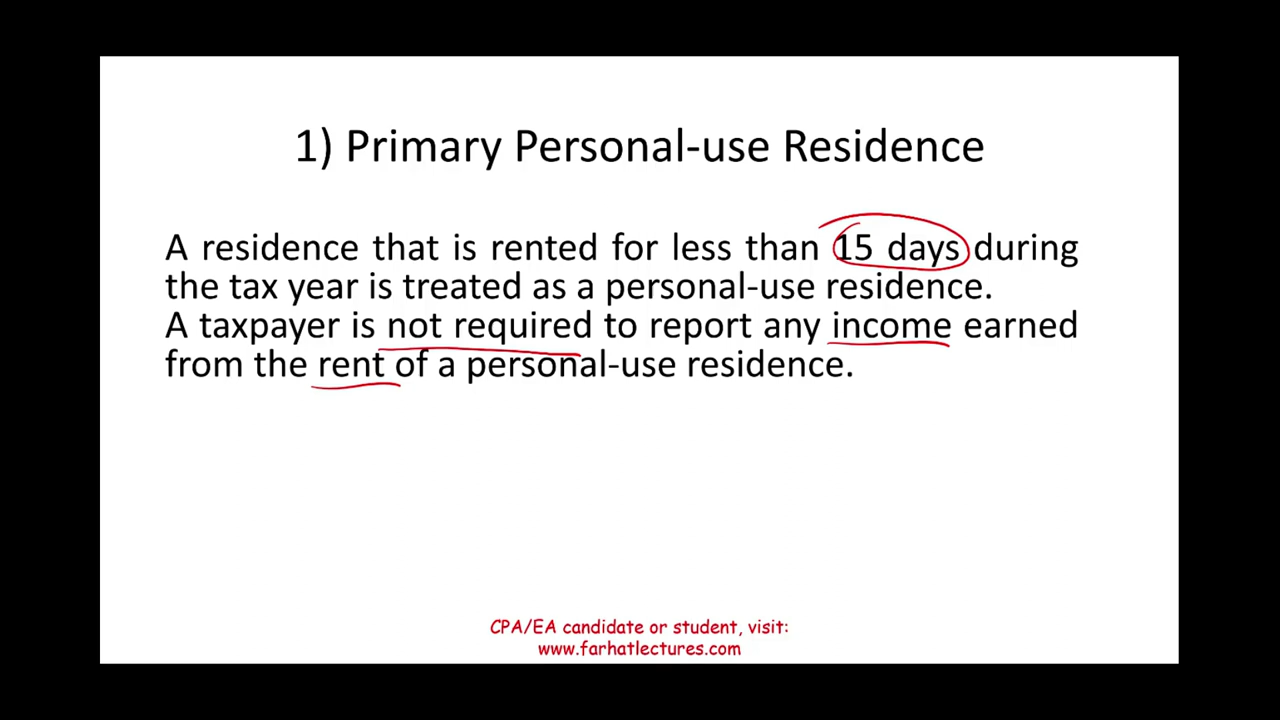 1) Primary Personal-use Residence
A residence that is rented for less than 15 days during
the tax year is treated as a personal-use residence.
A taxpayer is not required to report any income earned
from the rent of a personal-use residence.
CPA/EA candidate or student, visit:
www.farhatlectures.com